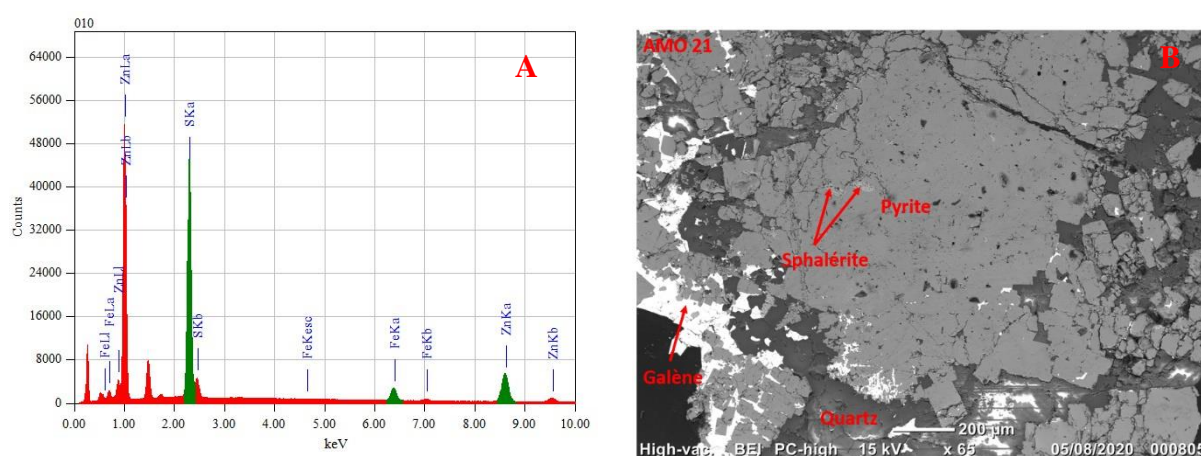 010
A
64000
56000
48000
40000
32000
24000
16000
8000
0
Counts
ZnLa
ZnLb
ZnLl
FeLa
FeLl
SKa
SKb
FeKesc
FeKa
FeKb
ZnKa
ZnKb
0.00 1.00 2.00 3.00 4.00 5.00 6.00 7.00 8.00 9.00 10.00
keV
AMO 21
B
Pyrite
Sphalérite
Galène
Quartz
200 µm
High-vac. BEI PC-high 15 kV x 65 05/08/2020 000805